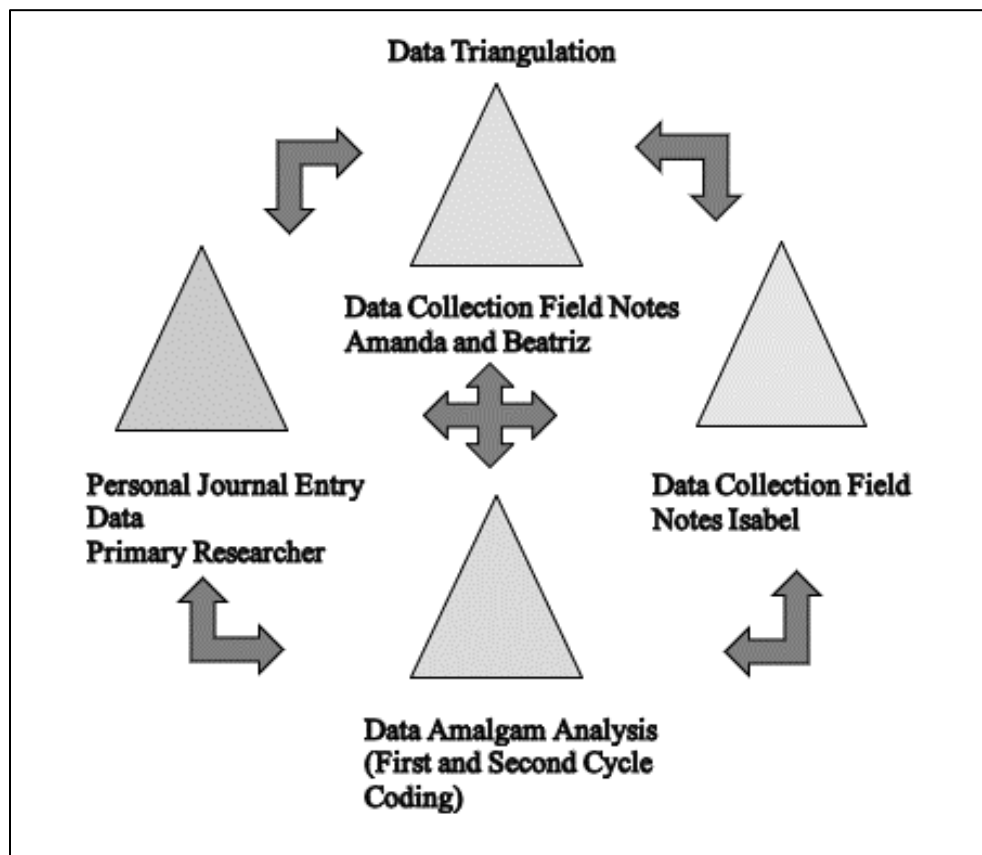 Data Triangulation
Data Collection Field Notes
Amanda and Beatriz
Personal Journal Entry
Data
Primary Researcher
Data Collection Field
Notes Isabel
Data Amalgam Analysis
(First and Second Cycle
Coding)